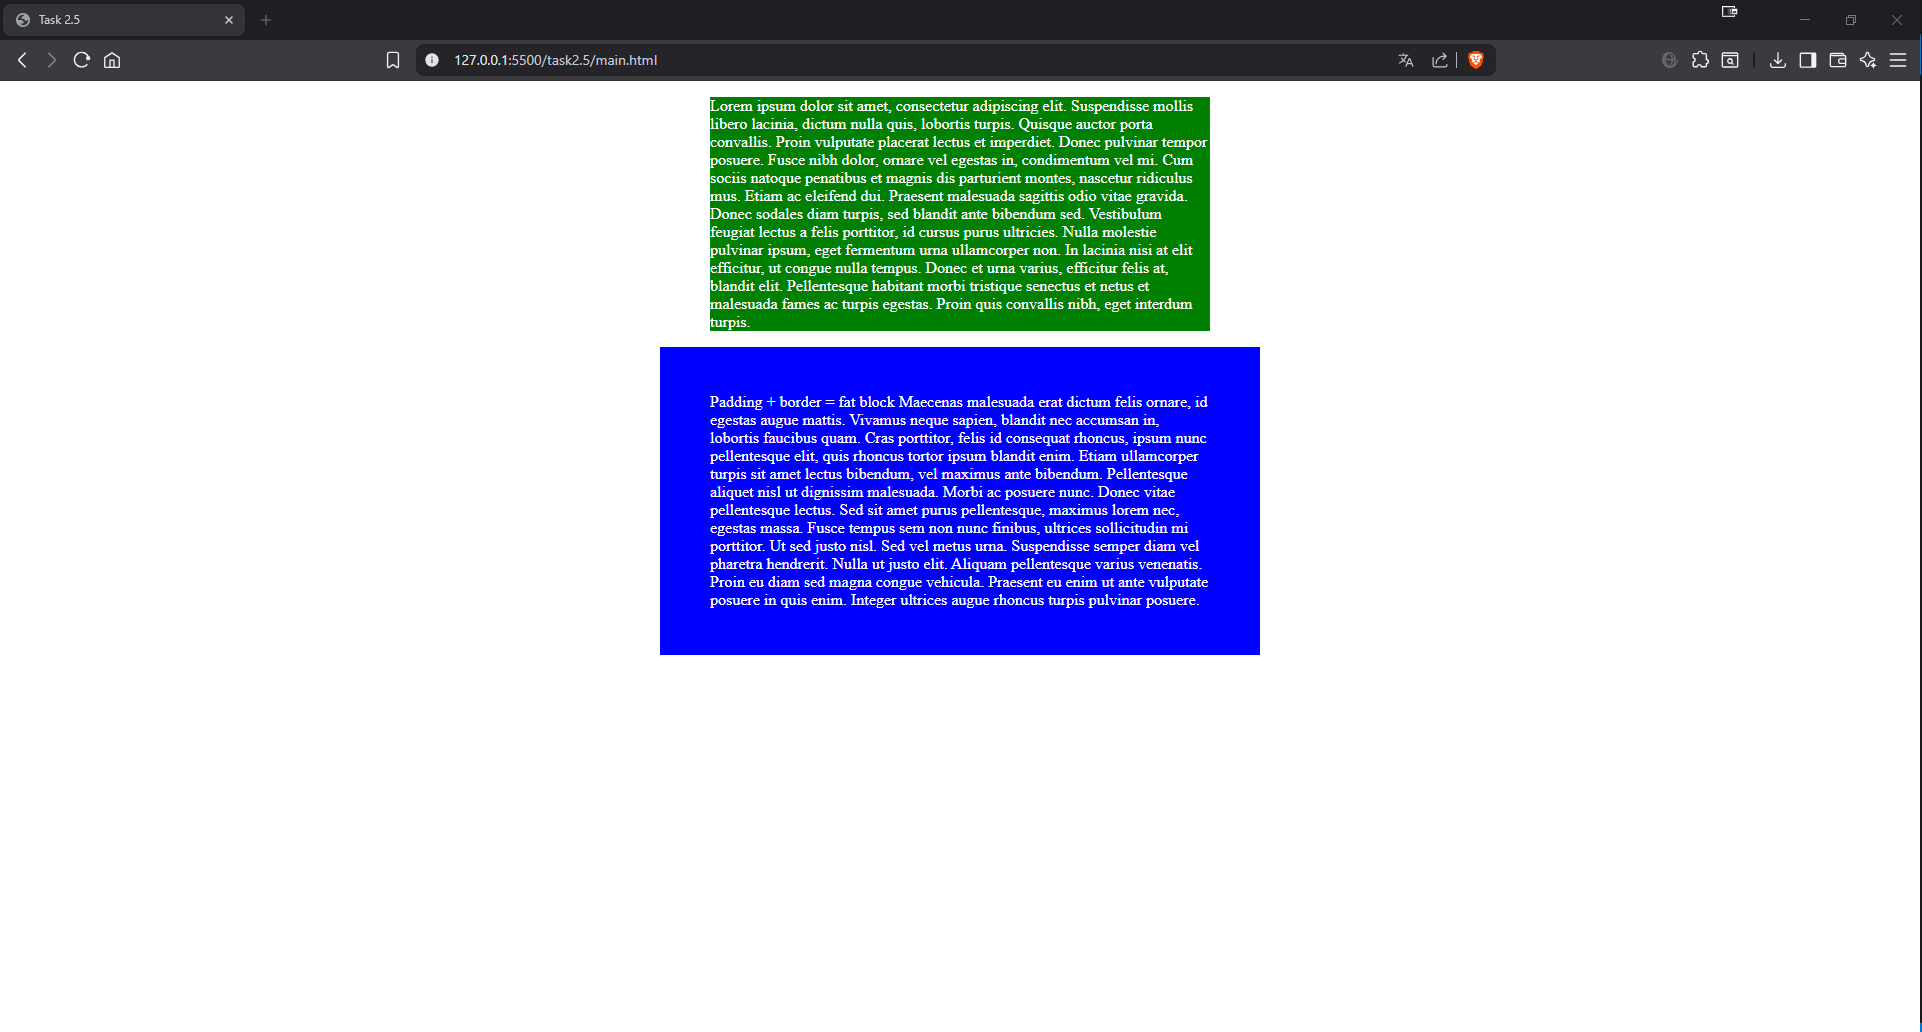 Task 2.5
127.0.0.1:5500/task2.5/main.html
Lorem ipsum dolor sit amet, consectetur adipiscing elit. Suspendisse mollis
libero lacinia, dictum nulla quis, lobortis turpis. Quisque auctor porta
convallis. Proin vulputate placerat lectus et imperdiet. Donec pulvinar tempor
posuere. Fusce nibh dolor, ornare vel egestas in, condimentum vel mi. Cum
sociis natoque penatibus et magnis dis parturient montes, nascetur ridiculus
mus. Etiam ac eleifend dui. Praesent malesuada sagittis odio vitae gravida.
Donec sodales diam turpis, sed blandit ante bibendum sed. Vestibulum
feugiat lectus a felis porttitor, id cursus purus ultricies. Nulla molestie
pulvinar ipsum, eget fermentum urna ullamcorper non. In lacinia nisi at elit
efficitur, ut congue nulla tempus. Donec et urna varius, efficitur felis at,
blandit elit. Pellentesque habitant morbi tristique senectus et netus et
malesuada fames ac turpis egestas. Proin quis convallis nibh, eget interdum
turpis.
Padding + border = fat block Maecenas malesuada erat dictum felis ornare, id
egestas augue mattis. Vivamus neque sapien, blandit nec accumsan in,
lobortis faucibus quam. Cras porttitor, felis id consequat rhoncus, ipsum nunc
pellentesque elit, quis rhoncus tortor ipsum blandit enim. Etiam ullamcorper
turpis sit amet lectus bibendum, vel maximus ante bibendum. Pellentesque
aliquet nisl ut dignissim malesuada. Morbi ac posuere nunc. Donec vitae
pellentesque lectus. Sed sit amet purus pellentesque, maximus lorem nec,
egestas massa. Fusce tempus sem non nunc finibus, ultrices sollicitudin mi
porttitor. Ut sed justo nisl. Sed vel metus urna. Suspendisse semper diam vel
pharetra hendrerit. Nulla ut justo elit. Aliquam pellentesque varius venenatis.
Proin eu diam sed magna congue vehicula. Praesent eu enim ut ante vulputate
posuere in quis enim. Integer ultrices augue rhoncus turpis pulvinar posuere.